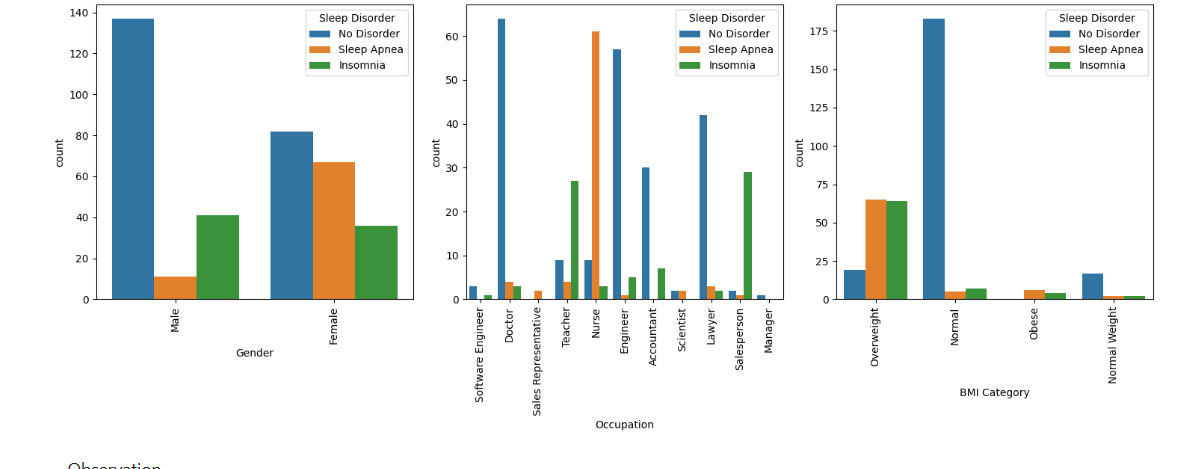 Sleep Disorder
No Disorder
Sleep Apnea
Insomnia
140
120
100
80
60
40
20
0
count
Male
Female
Gender
Sleep Disorder
No Disorder
Sleep Apnea
Insomnia
60
50
40
30
20
10
0
count
Software Engineer
Doctor
Sales Representative
Teacher
Nurse
Engineer
Accountant
Scientist
Lawyer
Salesperson
Manager
Occupation
Sleep Disorder
No Disorder
Sleep Apnea
Insomnia
175
150
125
100
75
50
25
0
count
Overweight
Normal
Obese
Normal Weight
BMI Category
Observation